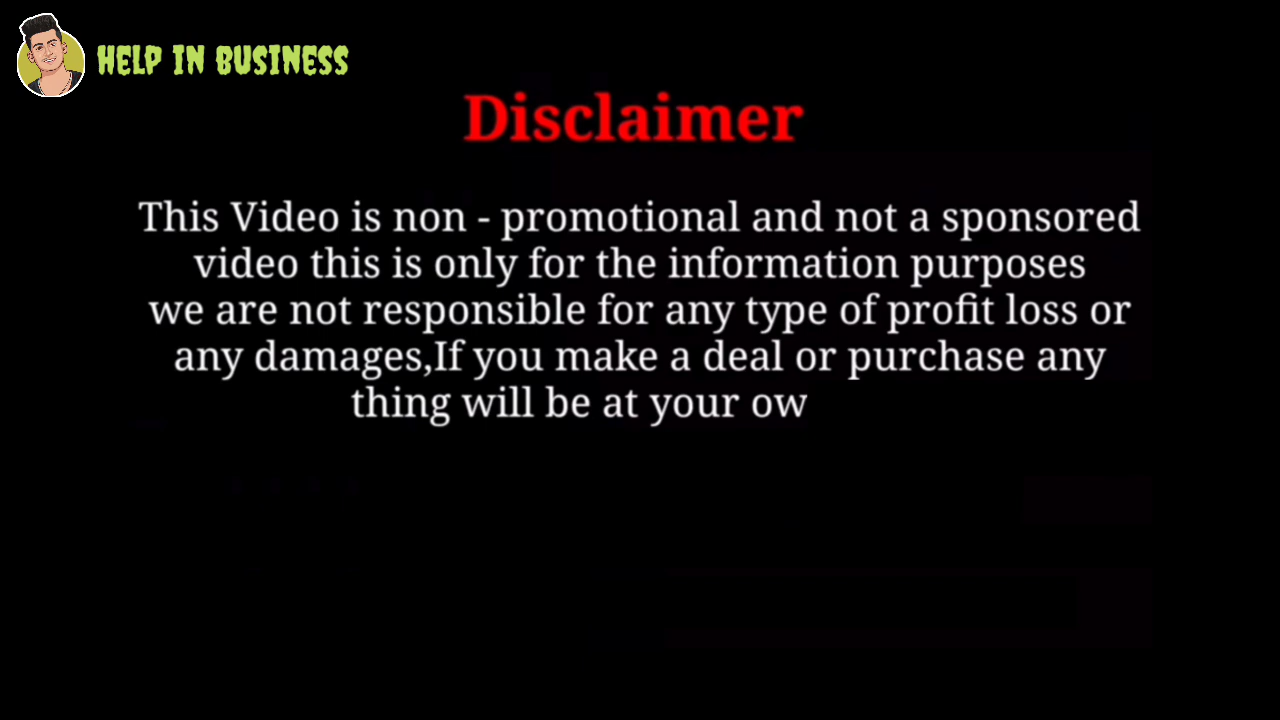 HELP IN BUSINESS
Disclaimer
This Video is non - promotional and not a sponsored
video this is only for the information purposes
we are not responsible for any type of profit loss or
any damages,If you make a deal or purchase any
thing will be at your ow